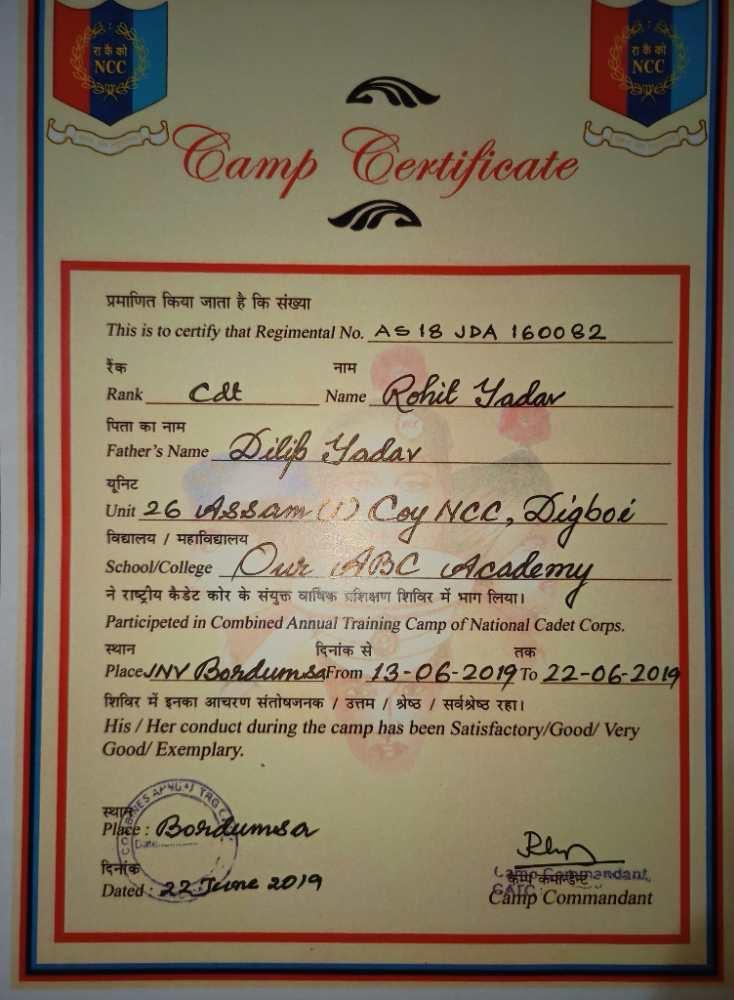 रा कै को
NCC
रा कै को
NCC
Camp Certificate
प्रमाणित किया जाता है कि संख्या
This is to certify that Regimental No. AS 18 JDA 160082
रैंक नाम
Rank Cdt Name Rohit Yadav
पिता का नाम
Father's Name Dilip Yadav
यूनिट
Unit 26 Assam (I) Coy NCC, Digboi
विद्यालय / महाविद्यालय
School/College Our ABC Academy
ने राष्ट्रीय कैडेट कोर के संयुक्त वार्षिक प्रशिक्षण शिविर में भाग लिया।
Participeted in Combined Annual Training Camp of National Cadet Corps.
स्थान दिनांक से तक
Place JNV Bordumsa From 13-06-2019 To 22-06-2019
शिविर में इनका आचरण संतोषजनक / उत्तम / श्रेष्ठ / सर्वश्रेष्ठ रहा।
His / Her conduct during the camp has been Satisfactory/Good/ Very
Good/ Exemplary.
स्थान
Place : Bordumsa
दिनांक
Dated : 22 June 2019
Date
Camp Commandant
कैम्प कमान्डेन्ट
CATC
Camp Commandant